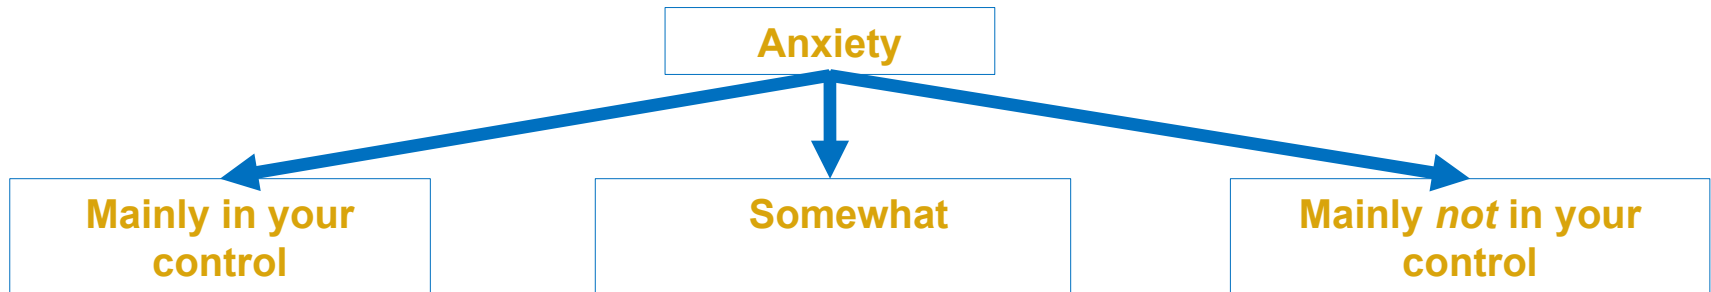 Anxiety
Mainly in your
control
Somewhat
Mainly not in your
control